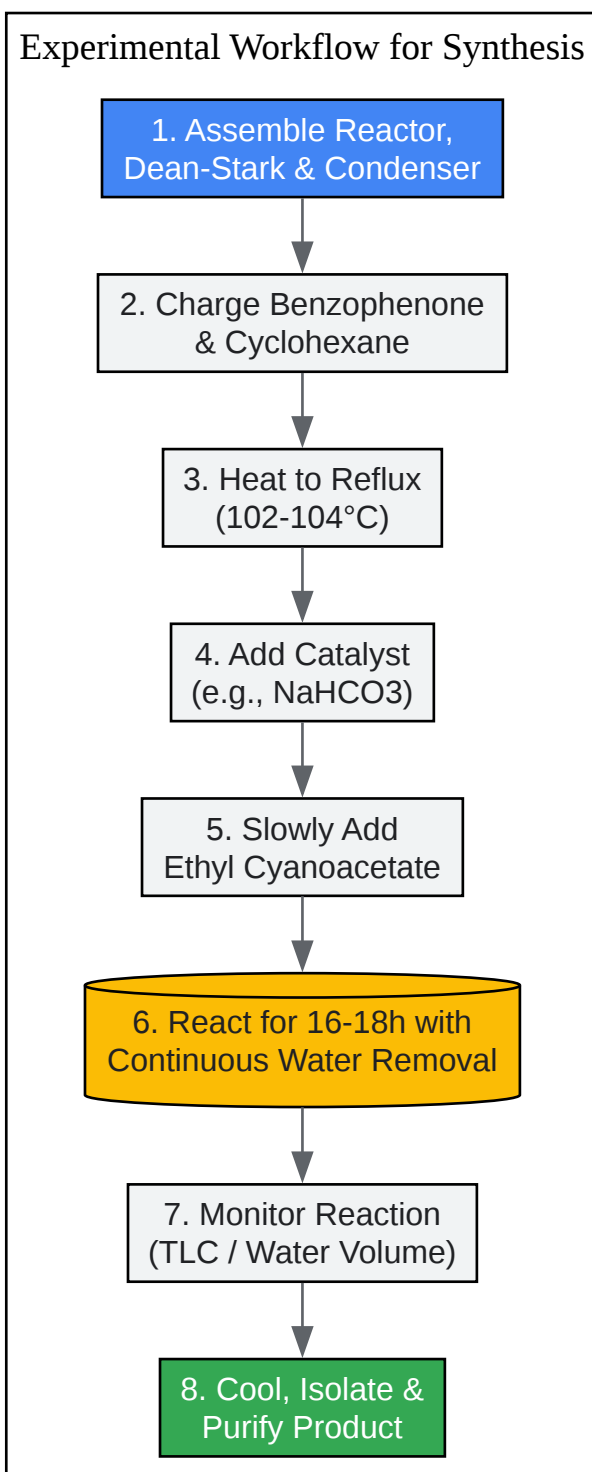 Experimental Workflow for Synthesis
1. Assemble Reactor,
Dean-Stark & Condenser
2. Charge Benzophenone
& Cyclohexane
3. Heat to Reflux
(102-104°C)
4. Add Catalyst
(e.g., NaHCO3)
5. Slowly Add
Ethyl Cyanoacetate
6. React for 16-18h with
Continuous Water Removal
7. Monitor Reaction
(TLC / Water Volume)
8. Cool, Isolate &
Purify Product